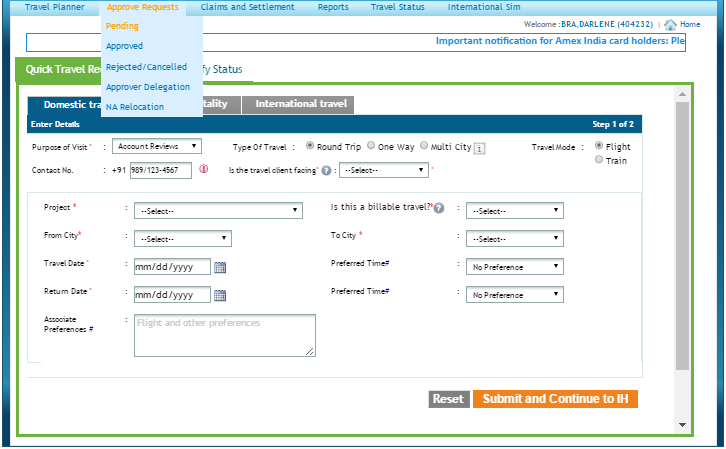 Travel Planner Approve Requests Claims and Settlement Reports Travel Status International Sim
Pending
Approved
Rejected/Cancelled
Approver Delegation
NA Relocation
Welcome :BRA,DARLENE (404232) | Home
Important notification for Amex India card holders: Ple
Quick Travel Re fy Status
Domestic tra tality International travel
Enter Details Step 1 of 2
Purpose of Visit* : Account Reviews Type Of Travel : Round Trip One Way Multi City i Travel Mode : Flight
Train
Contact No. : +91 989/123-4567 ! Is the travel client facing* ? : --Select-- *
Project * : --Select-- Is this a billable travel?* ? : --Select--
From City* : --Select-- To City * : --Select--
Travel Date * : mm/dd/yyyy Preferred Time# : No Preference
Return Date * : mm/dd/yyyy Preferred Time# : No Preference
Associate
Preferences # : Flight and other preferences
Reset Submit and Continue to IH